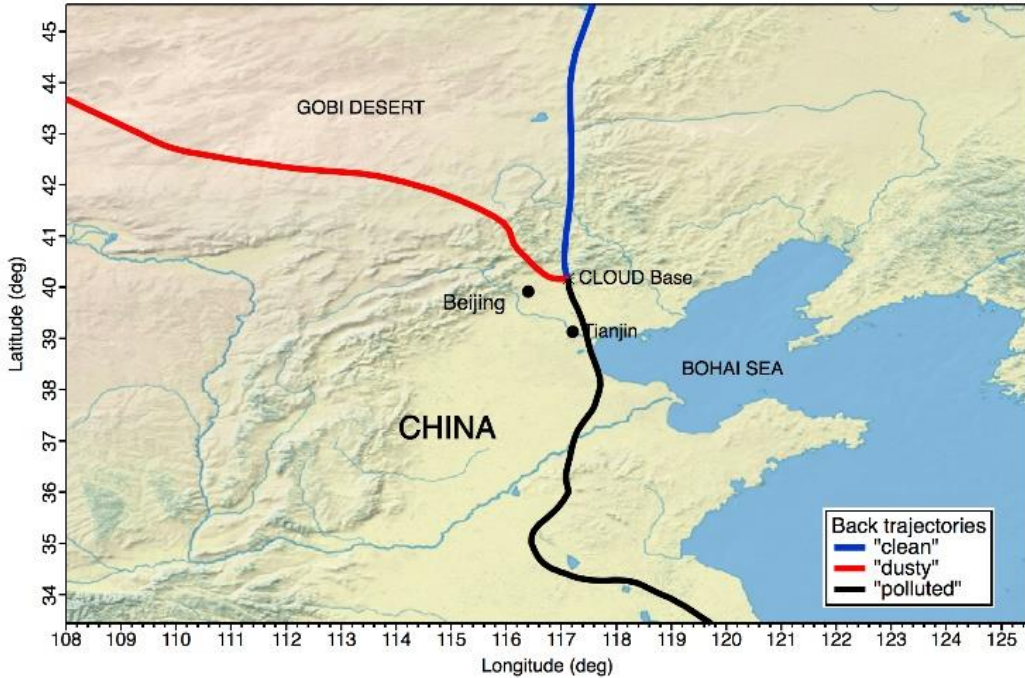 45
44
43
42
41
40
39
38
37
36
35
34
Latitude (deg)
GOBI DESERT
CLOUD Base
Beijing
Tianjin
BOHAI SEA
CHINA
Back trajectories
"clean"
"dusty"
"polluted"
108 109 110 111 112 113 114 115 116 117 118 119 120 121 122 123 124 125
Longitude (deg)